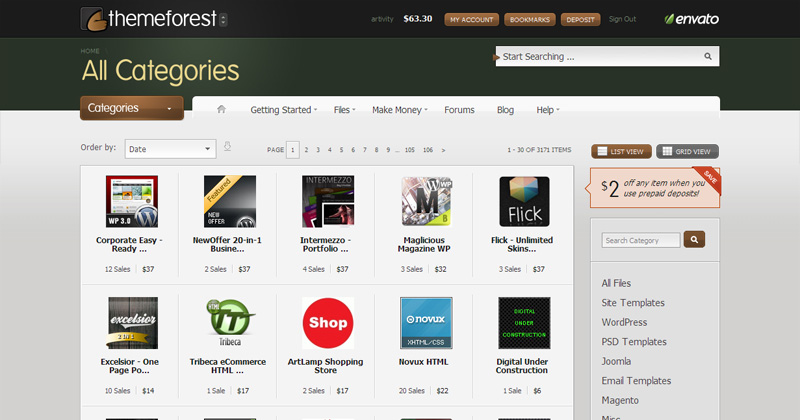 themeforest
artivity $63.30 MY ACCOUNT BOOKMARKS DEPOSIT Sign Out envato
HOME
All Categories
Start Searching ...
Categories
Getting Started Files Make Money Forums Blog Help
Order by: Date PAGE 1 2 3 4 5 6 7 8 9 ... 105 106 > 1 - 30 OF 3171 ITEMS
LIST VIEW GRID VIEW
SAVE
$2 off any item when you
use prepaid deposits!
WP 3.0
Featured
NEW
OFFER
INTERMEZZO
M WP
B
Flick
Corporate Easy -
Ready ...
NewOffer 20-in-1
Busine...
Intermezzo -
Portfolio ...
Maglicious
Magazine WP
Flick - Unlimited
Skins...
12 Sales $37
2 Sales $37
4 Sales $37
3 Sales $32
3 Sales $37
Search Category
All Files
Site Templates
WordPress
PSD Templates
Joomla
Email Templates
Magento
Misc
excelsior
2 IN 1
HTML
TT
Tribeca
Shop
novux
XHTML/CSS
DIGITAL
UNDER
CONSTRUCTION
Excelsior - One
Page Po...
Tribeca eCommerce
HTML ...
ArtLamp Shopping
Store
Novux HTML
Digital Under
Construction
10 Sales $14
1 Sale $17
2 Sales $17
20 Sales $22
1 Sale $6